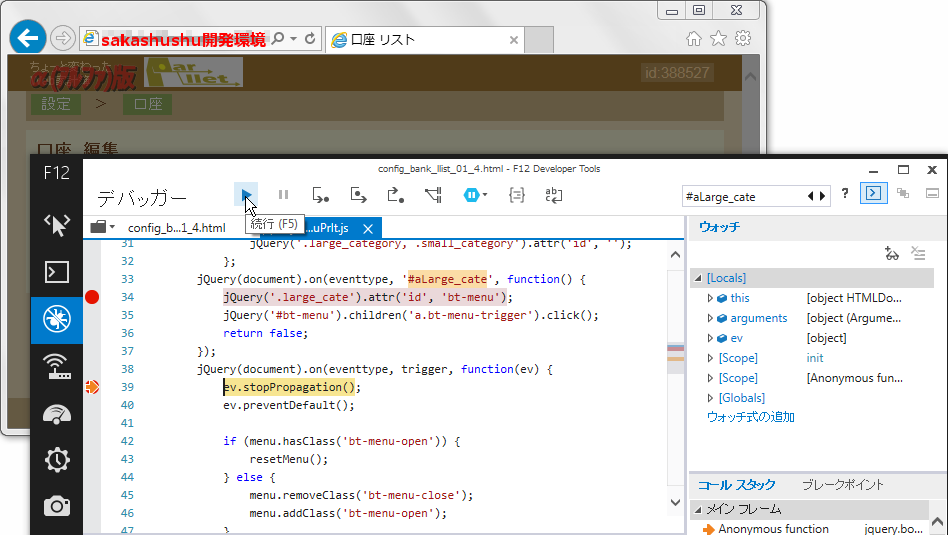 sakashushu開発環境
口座 リスト
ちょーと変わった
α(アルファ)版
Par
llet.
id:388527
設定 > 口座
口座 編集
config_bank_llist_01_4.html - F12 Developer Tools
F12
デバッガー
#aLarge_cate
?
続行 (F5)
config_b...1_4.html
uPrlt.js
ウォッチ
31 jQuery('.large_category, .small_category').attr('id', '');
32 };
33 jQuery(document).on(eventtype, '#aLarge_cate', function() {
34 jQuery('.large_cate').attr('id', 'bt-menu');
35 jQuery('#bt-menu').children('a.bt-menu-trigger').click();
36 return false;
37 });
38 jQuery(document).on(eventtype, trigger, function(ev) {
39 ev.stopPropagation();
40 ev.preventDefault();
41
42 if (menu.hasClass('bt-menu-open')) {
43 resetMenu();
44 } else {
45 menu.removeClass('bt-menu-close');
46 menu.addClass('bt-menu-open');
47 }
[Locals]
this [object HTMLDo...
arguments [object (Argume...
ev [object]
[Scope] init
[Scope] [Anonymous fun...
[Globals]
ウォッチ式の追加
コール スタック ブレークポイント
メイン フレーム
Anonymous function jquery.bo...